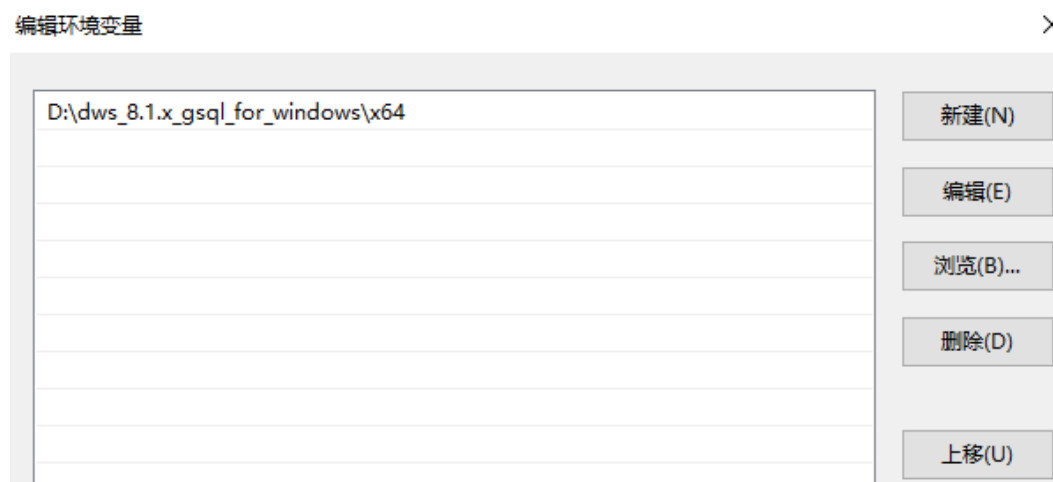 编辑环境变量
D:\dws_8.1.x_gsql_for_windows\x64
新建(N)
编辑(E)
浏览(B)...
删除(D)
上移(U)